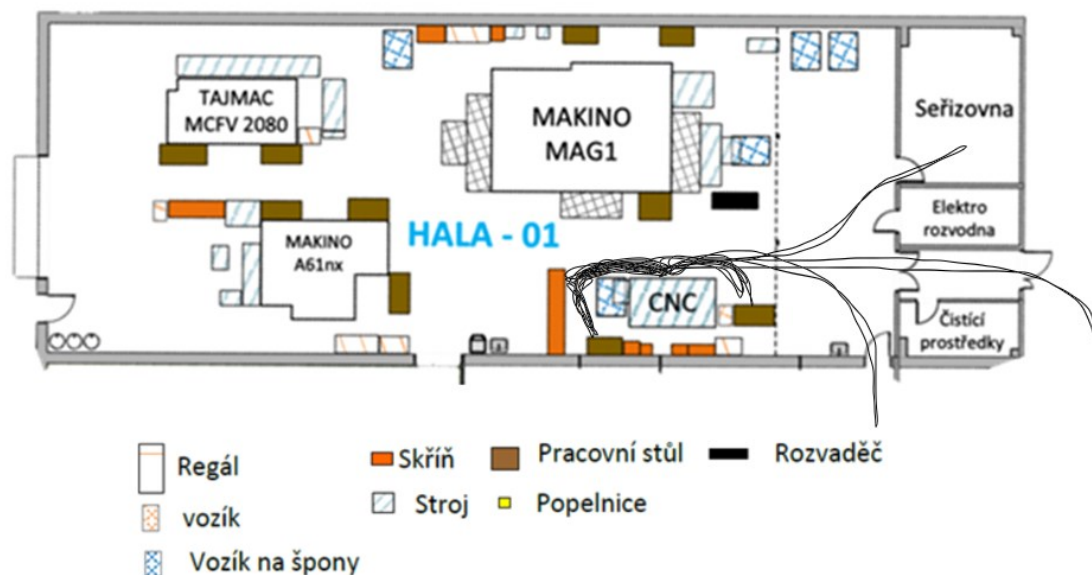 TAJMAC
MCFV 2080
MAKINO
MAG1
Seřizovna
Elektro
rozvodna
HALA - 01
MAKINO
A61nx
CNC
Čistící
prostředky
Regál
Skříň
Pracovní stůl
Rozvaděč
vozík
Stroj
Popelnice
Vozík na špony